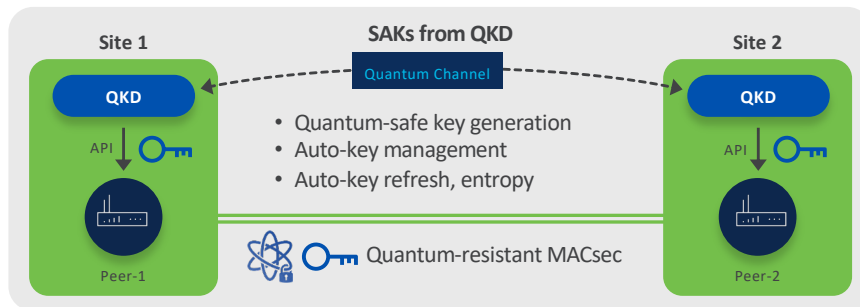 SAKs from QKD
Site 1
Site 2
Quantum Channel
QKD
QKD
• Quantum-safe key generation
• Auto-key management
• Auto-key refresh, entropy
API
API
Quantum-resistant MACsec
Peer-1
Peer-2